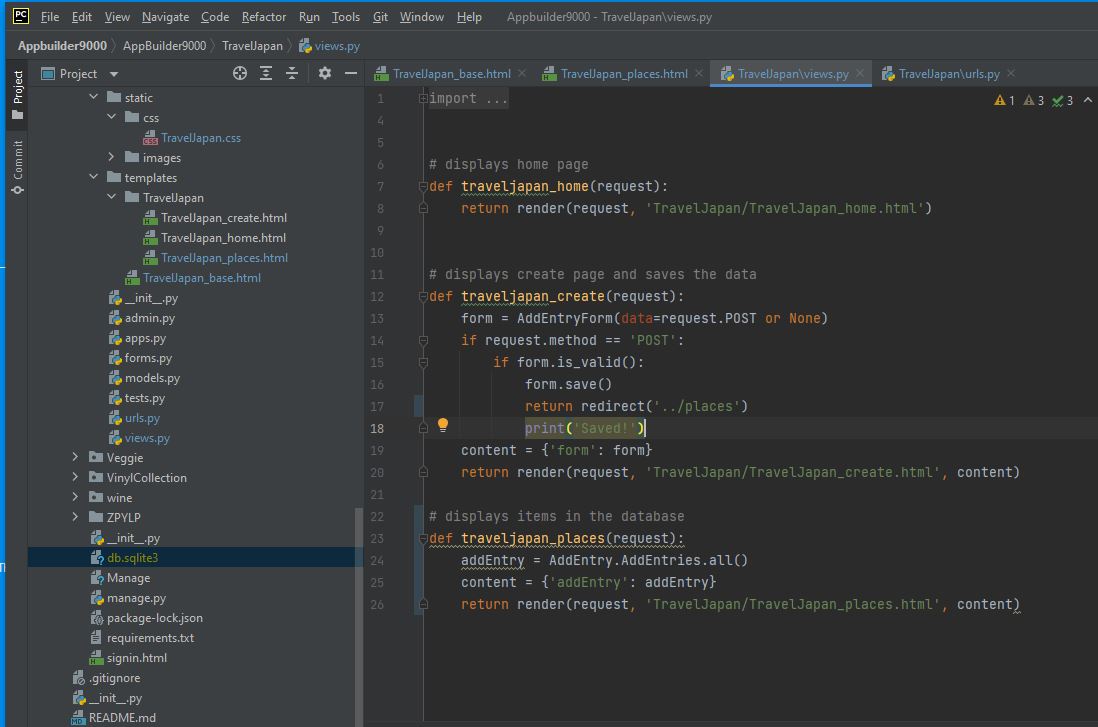 PC File Edit View Navigate Code Refactor Run Tools Git Window Help Appbuilder9000 - TravelJapan\views.py
Appbuilder9000 AppBuilder9000 TravelJapan views.py
Project
Commit
Project
static
css
TravelJapan.css
images
templates
TravelJapan
TravelJapan_create.html
TravelJapan_home.html
TravelJapan_places.html
TravelJapan_base.html
__init__.py
admin.py
apps.py
forms.py
models.py
tests.py
urls.py
views.py
Veggie
VinylCollection
wine
ZPYLP
__init__.py
db.sqlite3
Manage
manage.py
package-lock.json
requirements.txt
signin.html
.gitignore
__init__.py
README.md
TravelJapan_base.html TravelJapan_places.html TravelJapan\views.py TravelJapan\urls.py
1 3 3
1 import ...
4
5
6 # displays home page
7 def traveljapan_home(request):
8 return render(request, 'TravelJapan/TravelJapan_home.html')
9
10
11 # displays create page and saves the data
12 def traveljapan_create(request):
13 form = AddEntryForm(data=request.POST or None)
14 if request.method == 'POST':
15 if form.is_valid():
16 form.save()
17 return redirect('../places')
18 print('Saved!')
19 content = {'form': form}
20 return render(request, 'TravelJapan/TravelJapan_create.html', content)
21
22 # displays items in the database
23 def traveljapan_places(request):
24 addEntry = AddEntry.AddEntries.all()
25 content = {'addEntry': addEntry}
26 return render(request, 'TravelJapan/TravelJapan_places.html', content)